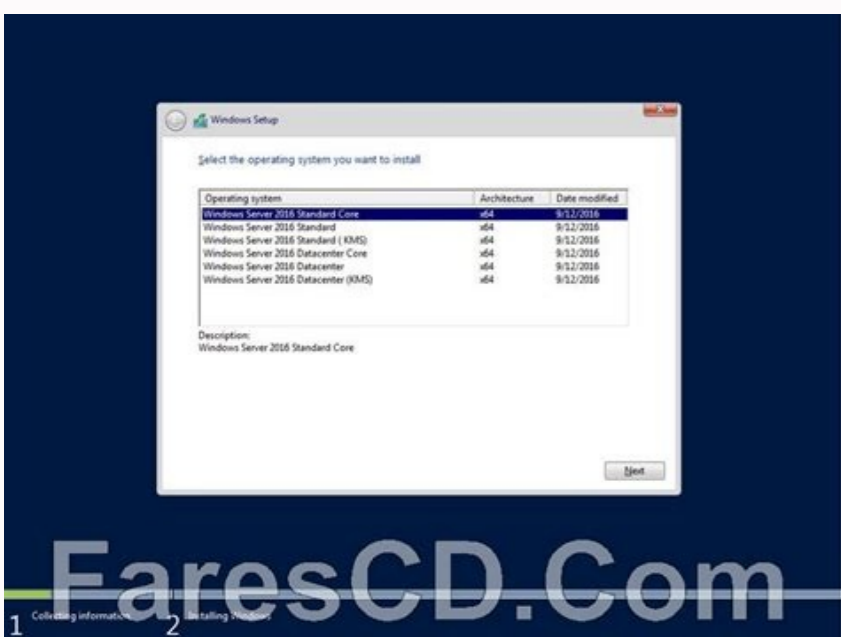 Windows Setup
Select the operating system you want to install
Operating system Architecture Date modified
Windows Server 2016 Standard Core x64 9/12/2016
Windows Server 2016 Standard x64 9/12/2016
Windows Server 2016 Standard ( KMS) x64 9/12/2016
Windows Server 2016 Datacenter Core x64 9/12/2016
Windows Server 2016 Datacenter x64 9/12/2016
Windows Server 2016 Datacenter (KMS) x64 9/12/2016
Description:
Windows Server 2016 Standard Core
Next
FaresCD.Com
1 Collecting information 2 Installing Windows